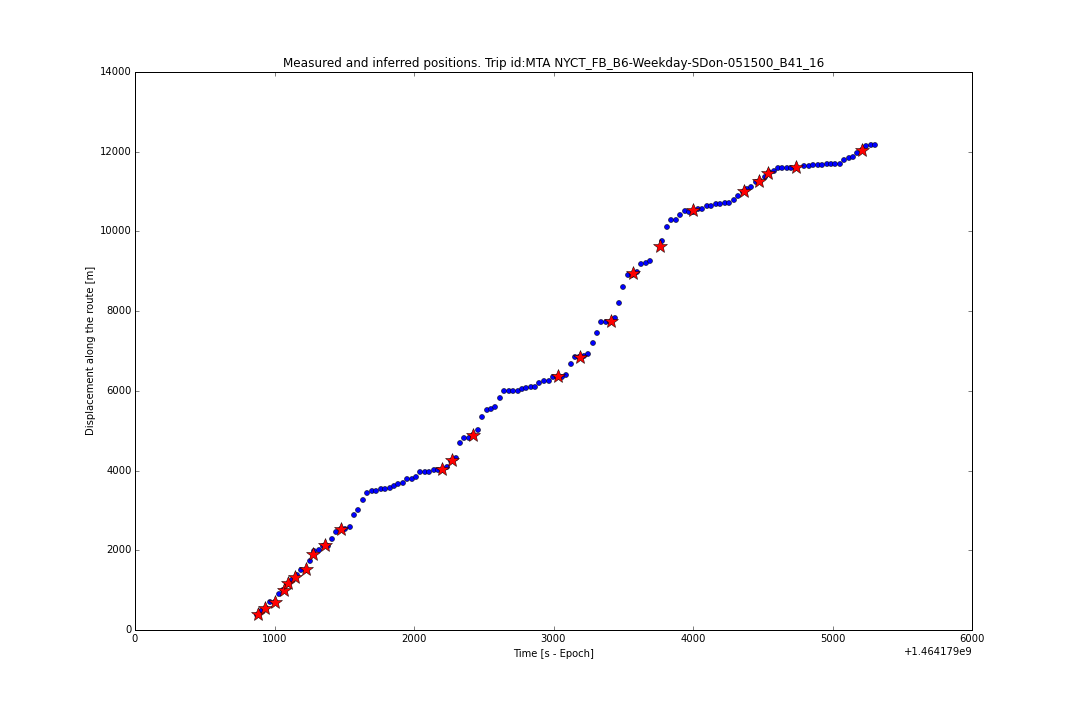 Measured and inferred positions. Trip id:MTA NYCT_FB_B6-Weekday-SDon-051500_B41_16
14000
12000
10000
8000
6000
4000
2000
0
Displacement along the route [m]
0 1000 2000 3000 4000 5000 6000
Time [s - Epoch]
+1.464179e9